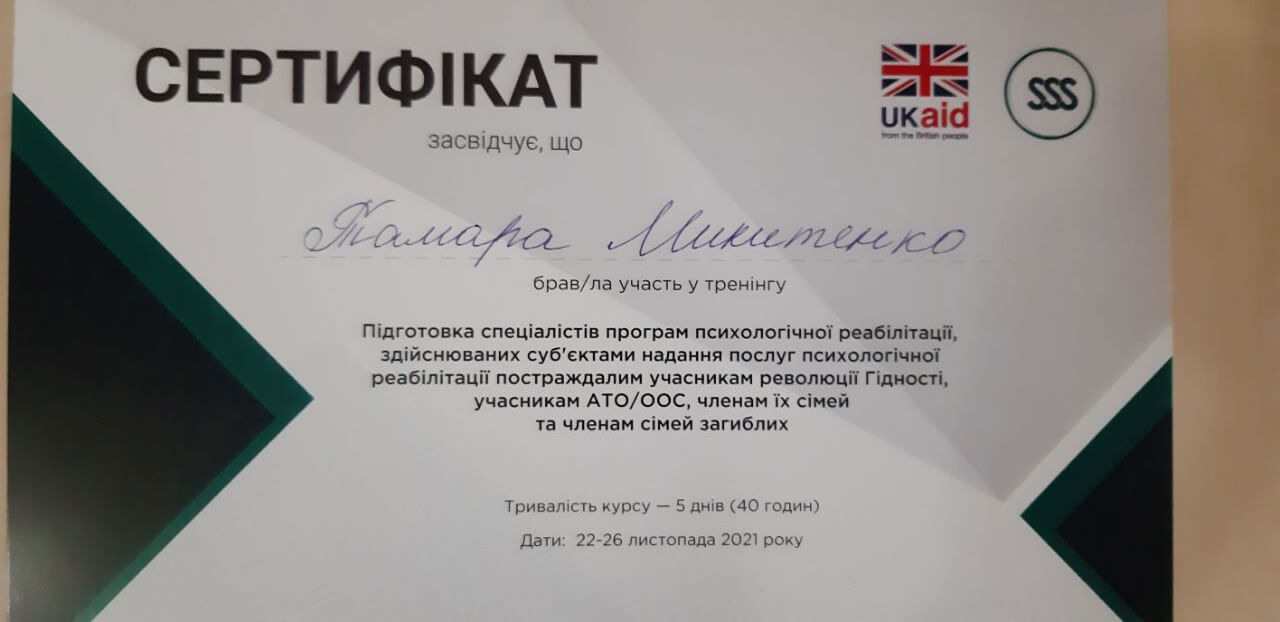 СЕРТИФІКАТ
засвідчує, що
UKaid
from the British people
SSS
Тамара Микитенко
брав/ла участь у тренінгу
Підготовка спеціалістів програм психологічної реабілітації,
здійснюваних суб'єктами надання послуг психологічної
реабілітації постраждалим учасникам революції Гідності,
учасникам АТО/ООС, членам їх сімей
та членам сімей загиблих
Тривалість курсу — 5 днів (40 годин)
Дати: 22-26 листопада 2021 року